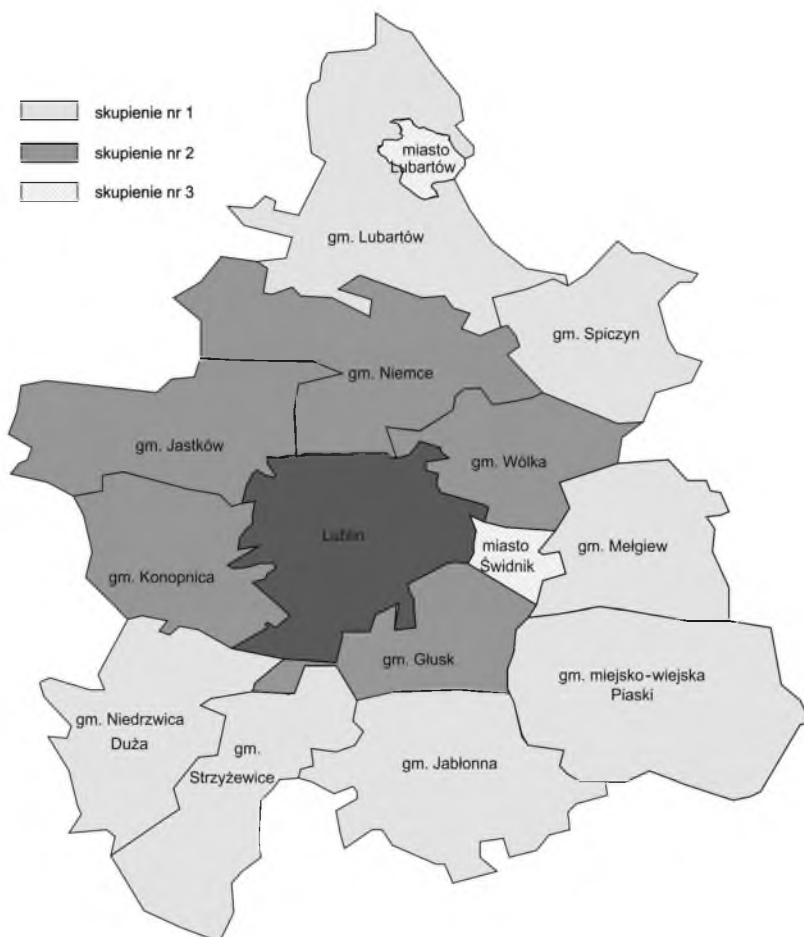 skupienie nr 1
skupienie nr 2
skupienie nr 3
miasto
Lubartów
gm. Lubartów
gm. Spiczyn
gm. Niemce
gm. Jastków
gm. Wólka
Lublin
miasto
Świdnik
gm. Mełgiew
gm. Konopnica
gm. Głusk
gm. miejsko-wiejska
Piaski
gm. Niedrzwica
Duża
gm.
Strzyżewice
gm. Jabłonna